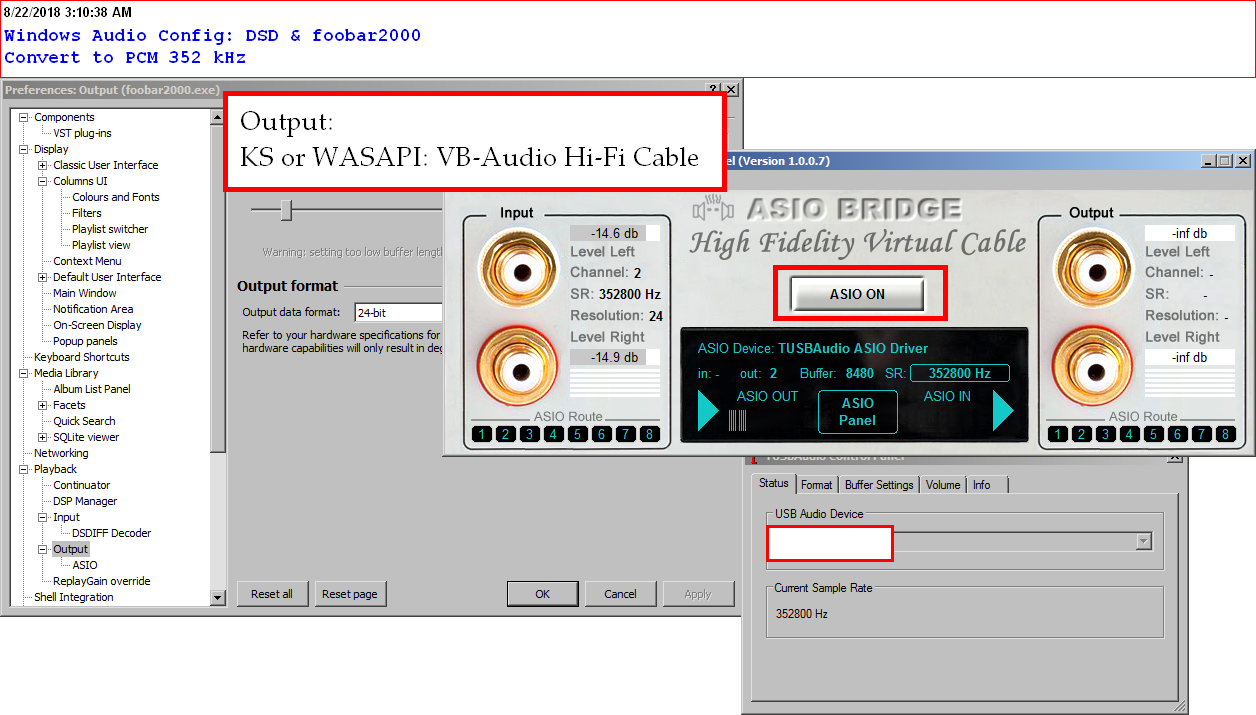 8/22/2018 3:10:38 AM
Windows Audio Config: DSD & foobar2000
Convert to PCM 352 kHz
Preferences: Output (foobar2000.exe)
Components
VST plug-ins
Display
Classic User Interface
Columns UI
Colours and Fonts
Filters
Playlist switcher
Playlist view
Context Menu
Default User Interface
Main Window
Notification Area
On-Screen Display
Popup panels
Keyboard Shortcuts
Media Library
Album List Panel
Facets
Quick Search
SQLite viewer
Networking
Playback
Continuator
DSP Manager
Input
DSDIFF Decoder
Output
ASIO
ReplayGain override
Shell Integration
Output:
KS or WASAPI: VB-Audio Hi-Fi Cable
Warning: setting too low buffer length
Output format
Output data format: 24-bit
Refer to your hardware specifications for
hardware capabilities will only result in
Reset all
Reset page
OK
Cancel
Apply
(Version 1.0.0.7)
Input
-14.6 db
Level Left
Channel: 2
SR: 352800 Hz
Resolution: 24
Level Right
-14.9 db
ASIO Route
1 2 3 4 5 6 7 8
ASIO BRIDGE
High Fidelity Virtual Cable
ASIO ON
ASIO Device: TUSBAudio ASIO Driver
in: - out: 2 Buffer: 8480 SR: 352800 Hz
ASIO OUT
ASIO Panel
ASIO IN
Output
-inf db
Level Left
Channel: -
SR: -
Resolution: -
Level Right
-inf db
ASIO Route
1 2 3 4 5 6 7 8
TUSBAudio Control Panel
Status
Format
Buffer Settings
Volume
Info
USB Audio Device
Current Sample Rate
352800 Hz